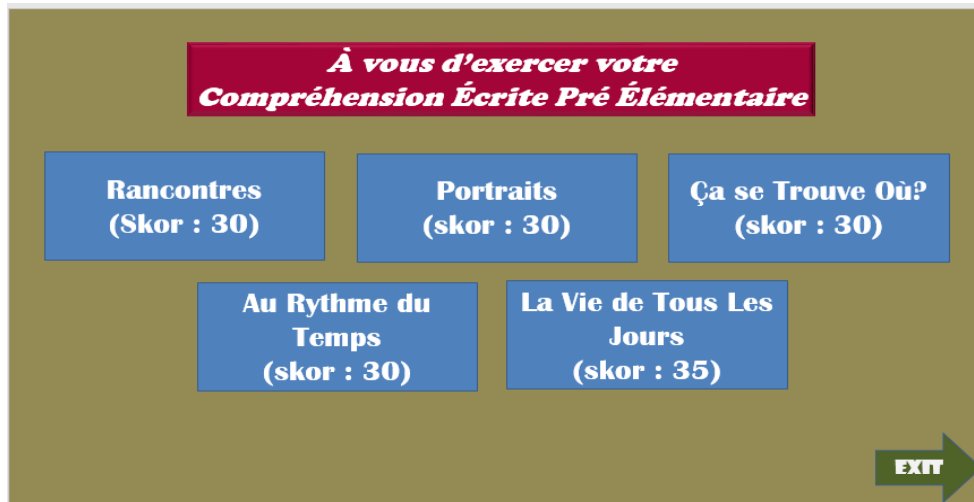 À vous d'exercer votre
Compréhension Écrite Pré Élémentaire
Rancontres
(Skor : 30)
Portraits
(skor : 30)
Ça se Trouve Où?
(skor : 30)
Au Rythme du
Temps
(skor : 30)
La Vie de Tous Les
Jours
(skor : 35)
EXIT